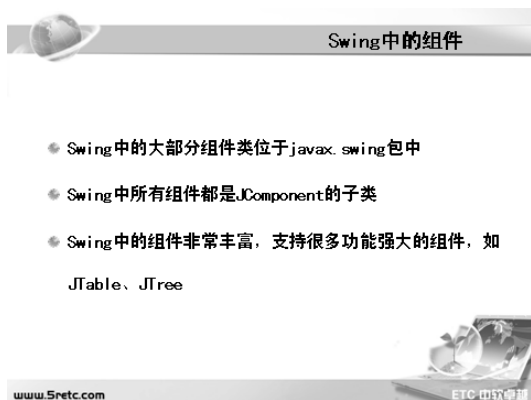 Swing中的组件
Swing中的大部分组件类位于javax.swing包中
Swing中所有组件都是JComponent的子类
Swing中的组件非常丰富，支持很多功能强大的组件，如
JTable、JTree
www.5retc.com
ETC 中软卓越